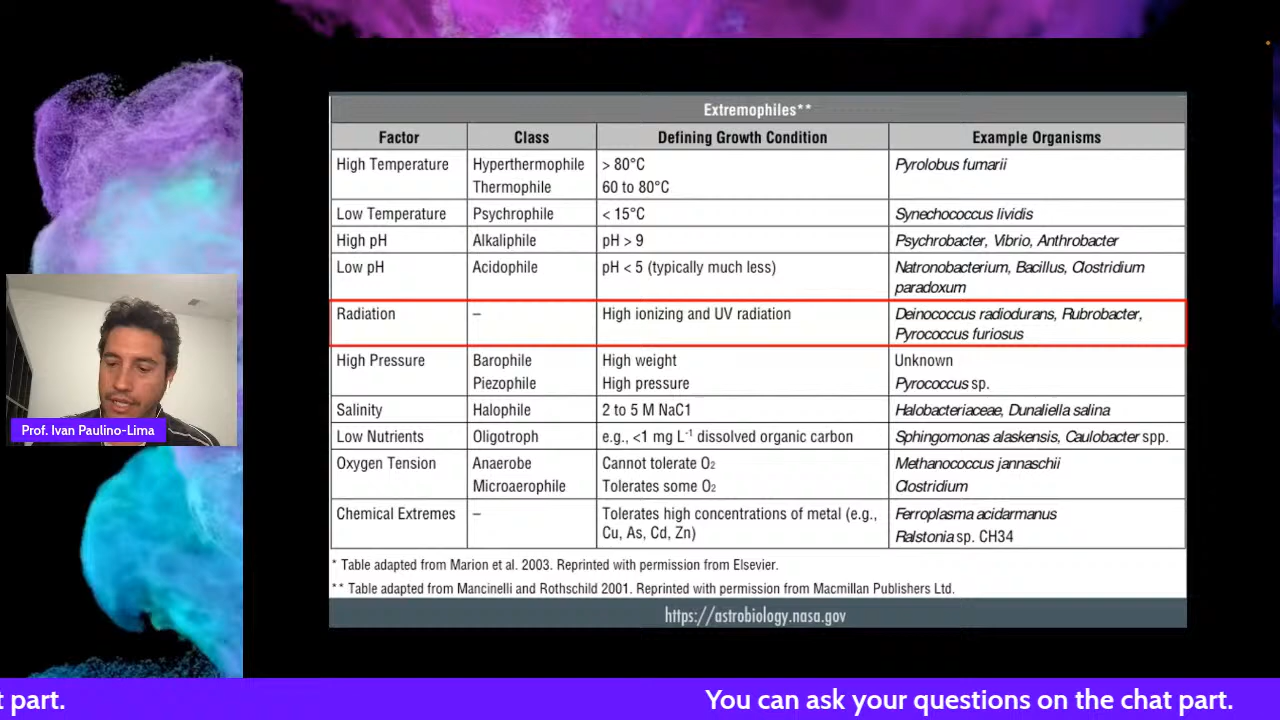 Extremophiles**
Factor Class Defining Growth Condition Example Organisms
High Temperature Hyperthermophile > 80°C Pyrolobus fumarii
Thermophile 60 to 80°C
Low Temperature Psychrophile < 15°C Synechococcus lividis
High pH Alkaliphile pH > 9 Psychrobacter, Vibrio, Anthrobacter
Low pH Acidophile pH < 5 (typically much less) Natronobacterium, Bacillus, Clostridium
paradoxum
Radiation – High ionizing and UV radiation Deinococcus radiodurans, Rubrobacter,
Pyrococcus furiosus
High Pressure Barophile High weight Unknown
Piezophile High pressure Pyrococcus sp.
Salinity Halophile 2 to 5 M NaC1 Halobacteriaceae, Dunaliella salina
Low Nutrients Oligotroph e.g., <1 mg L⁻¹ dissolved organic carbon Sphingomonas alaskensis, Caulobacter spp.
Oxygen Tension Anaerobe Cannot tolerate O₂ Methanococcus jannaschii
Microaerophile Tolerates some O₂ Clostridium
Chemical Extremes – Tolerates high concentrations of metal (e.g., Ferroplasma acidarmanus
Cu, As, Cd, Zn) Ralstonia sp. CH34
* Table adapted from Marion et al. 2003. Reprinted with permission from Elsevier.
** Table adapted from Mancinelli and Rothschild 2001. Reprinted with permission from Macmillan Publishers Ltd.
https://astrobiology.nasa.gov
Prof. Ivan Paulino-Lima
t part. You can ask your questions on the chat part.